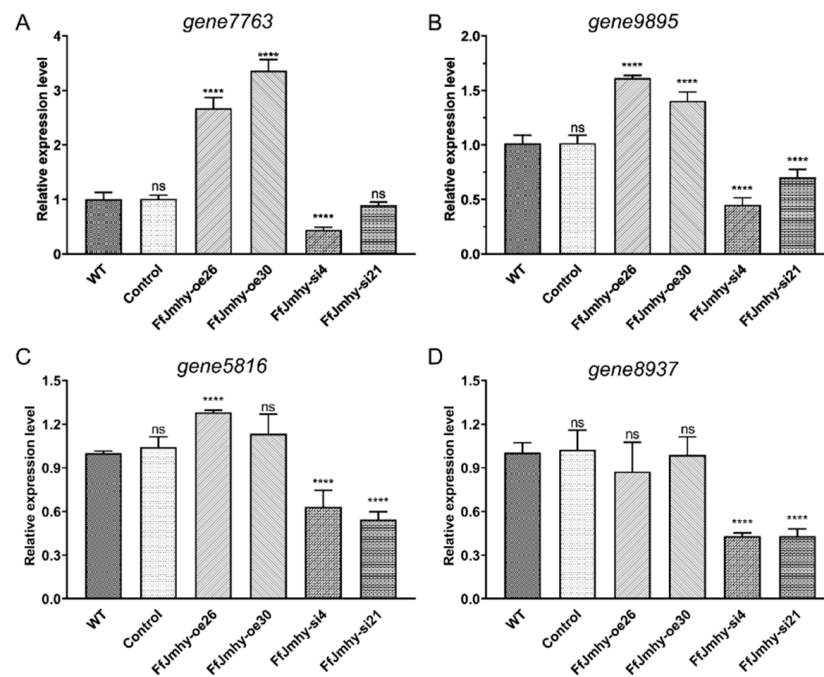 A
gene7763
Relative expression level
4
3
2
1
0
ns
****
****
****
ns
WT
Control
FfJmhy-oe26
FfJmhy-oe30
FfJmhy-si4
FfJmhy-si21
B
gene9895
Relative expression level
2.0
1.5
1.0
0.5
0.0
ns
****
****
****
****
WT
Control
FfJmhy-oe26
FfJmhy-oe30
FfJmhy-si4
FfJmhy-si21
C
gene5816
Relative expression level
1.5
1.2
0.9
0.6
0.3
0.0
ns
****
ns
****
****
WT
Control
FfJmhy-oe26
FfJmhy-oe30
FfJmhy-si4
FfJmhy-si21
D
gene8937
Relative expression level
1.5
1.2
0.9
0.6
0.3
0.0
ns
ns
ns
****
****
WT
Control
FfJmhy-oe26
FfJmhy-oe30
FfJmhy-si4
FfJmhy-si21